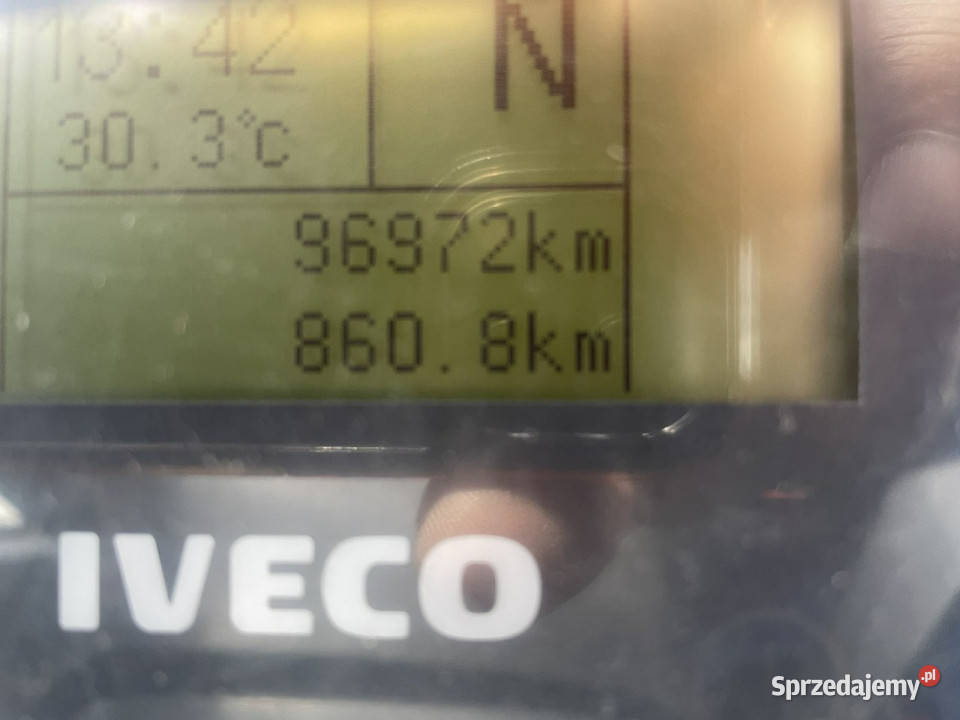 13:42
N
30.3°C
96972km
860.8km
IVECO
Sprzedajemy.pl